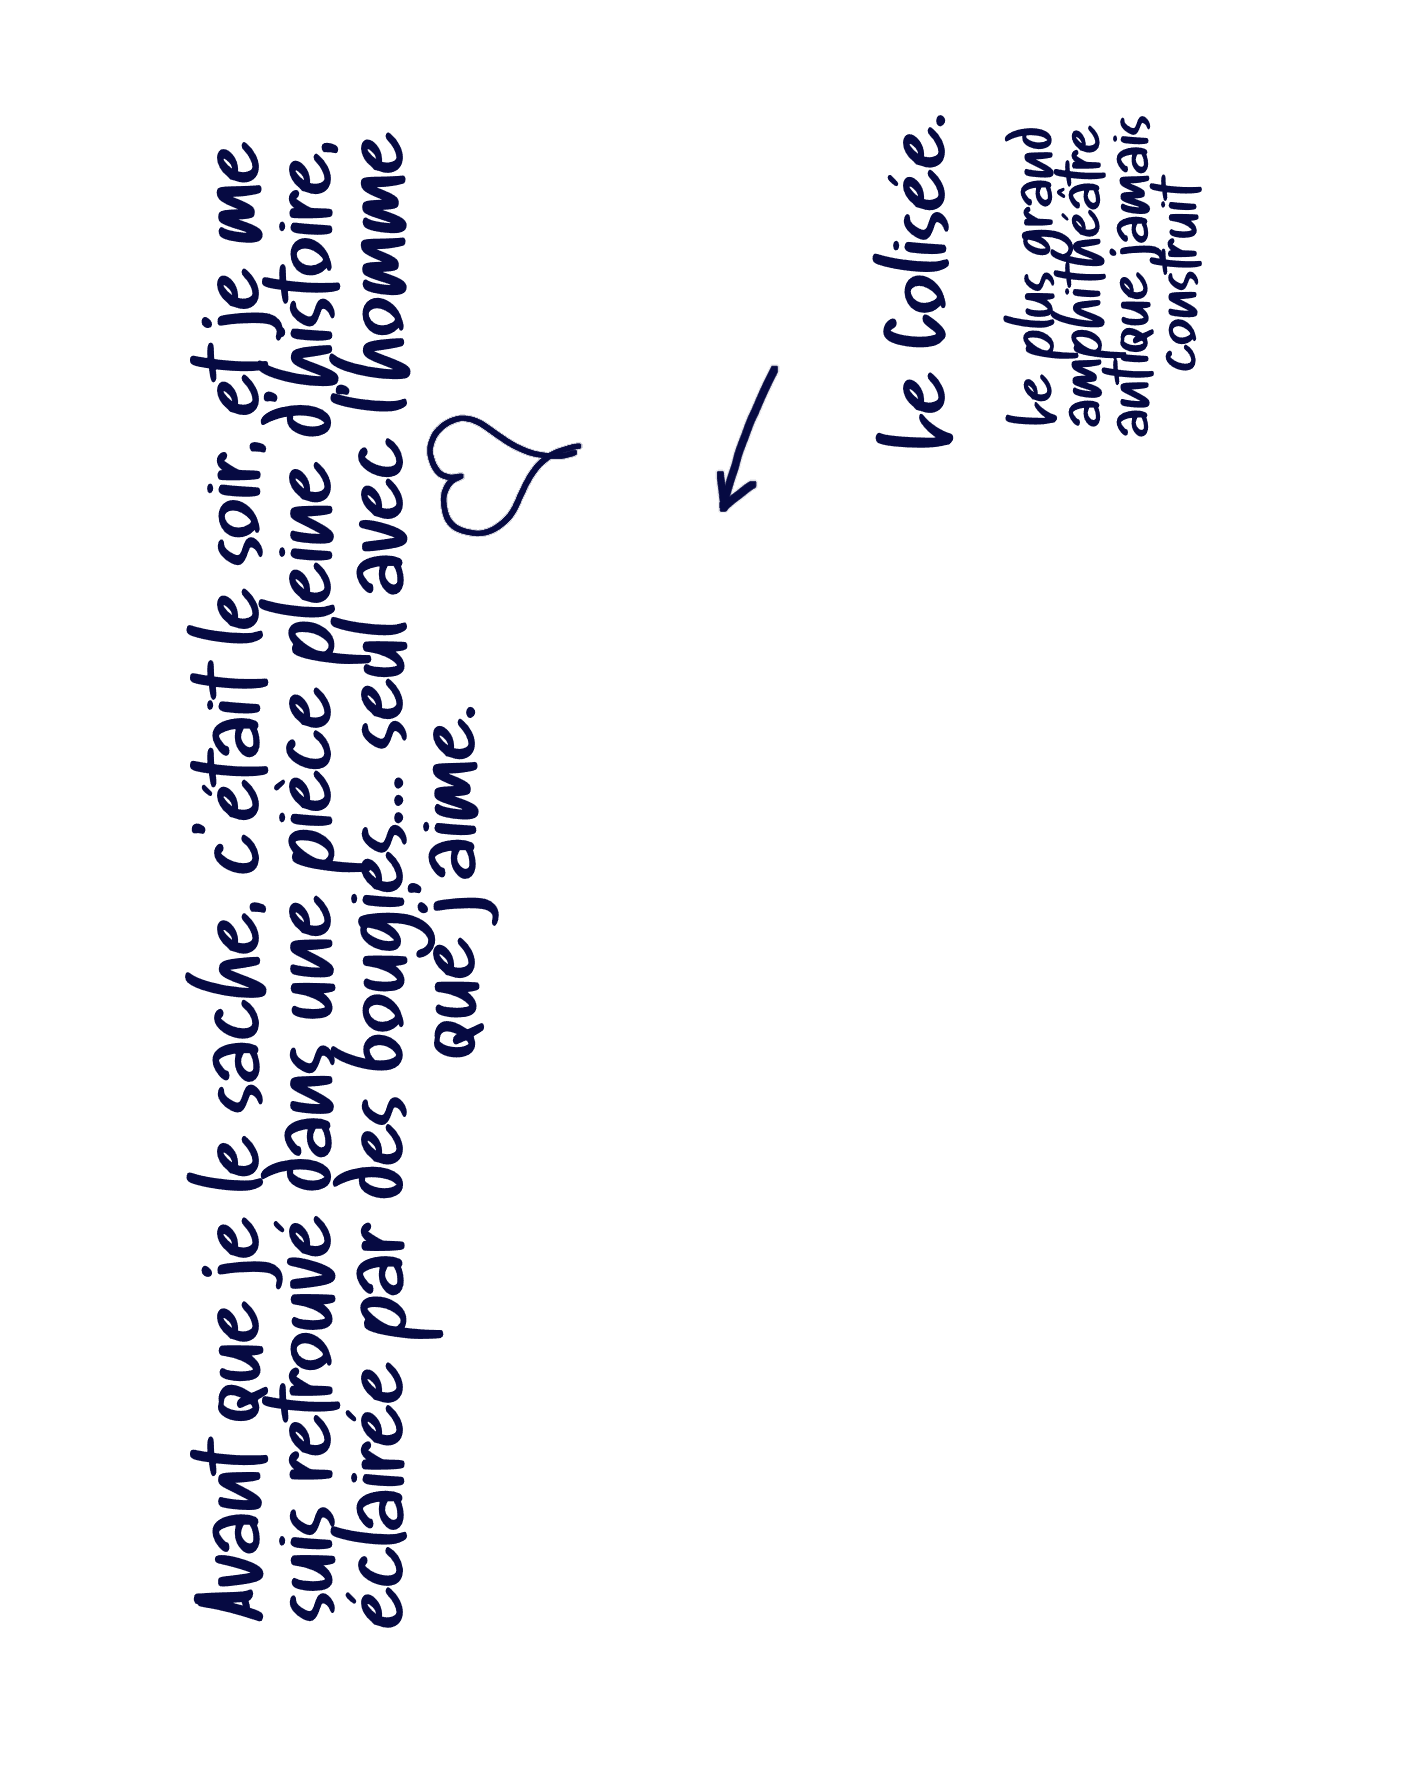 Avant que je le sache, c'était le soir, et je me
suis retrouvé dans une pièce pleine d'histoire,
éclairée par des bougies... seul avec l'homme
que j'aime.
Le Colisée.
Le plus grand
amphithéâtre
antique jamais
construit